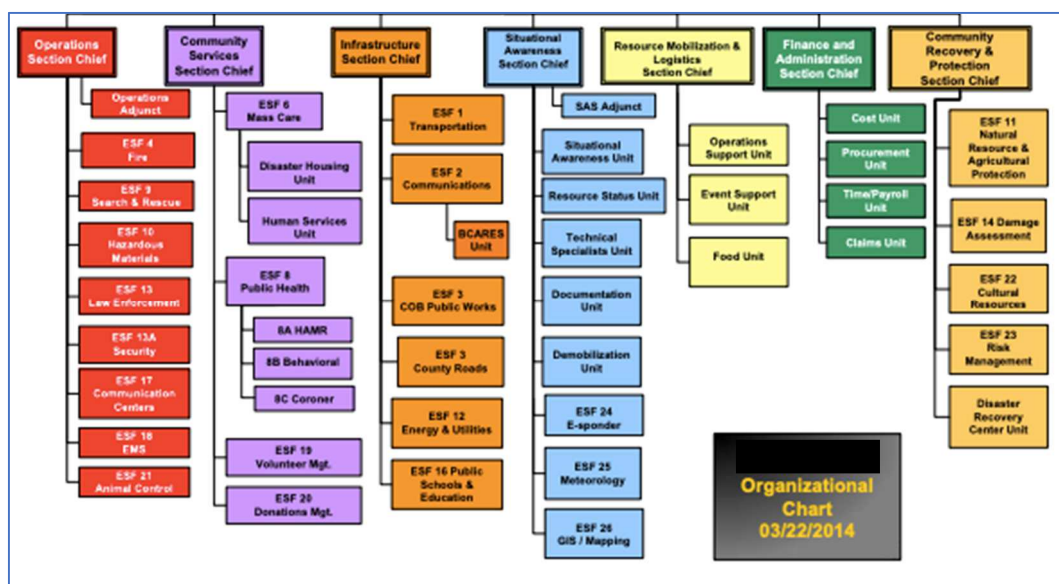 Operations
Section Chief
Operations
Adjunct
ESF 4
Fire
ESF 9
Search & Rescue
ESF 10
Hazardous
Materials
ESF 13
Law Enforcement
ESF 13A
Security
ESF 17
Communication
Centers
ESF 18
EMS
ESF 21
Animal Control
Community
Services
Section Chief
ESF 6
Mass Care
Disaster Housing
Unit
Human Services
Unit
ESF 8
Public Health
8A HAMR
8B Behavioral
8C Coroner
ESF 19
Volunteer Mgt.
ESF 20
Donations Mgt.
Infrastructure
Section Chief
ESF 1
Transportation
ESF 2
Communications
BCARES
Unit
ESF 3
COB Public Works
ESF 3
County Roads
ESF 12
Energy & Utilities
ESF 16 Public
Schools &
Education
Situational
Awareness
Section Chief
SAS Adjunct
Situational
Awareness Unit
Resource Status Unit
Technical
Specialists Unit
Documentation
Unit
Demobilization
Unit
ESF 24
E-sponder
ESF 25
Meteorology
ESF 26
GIS / Mapping
Resource Mobilization &
Logistics
Section Chief
Operations
Support Unit
Event Support
Unit
Food Unit
Finance and
Administration
Section Chief
Cost Unit
Procurement
Unit
Time/Payroll
Unit
Claims Unit
Community
Recovery &
Protection
Section Chief
ESF 11
Natural
Resource &
Agricultural
Protection
ESF 14 Damage
Assessment
ESF 22
Cultural
Resources
ESF 23
Risk
Management
Disaster
Recovery
Center Unit
Organizational
Chart
03/22/2014